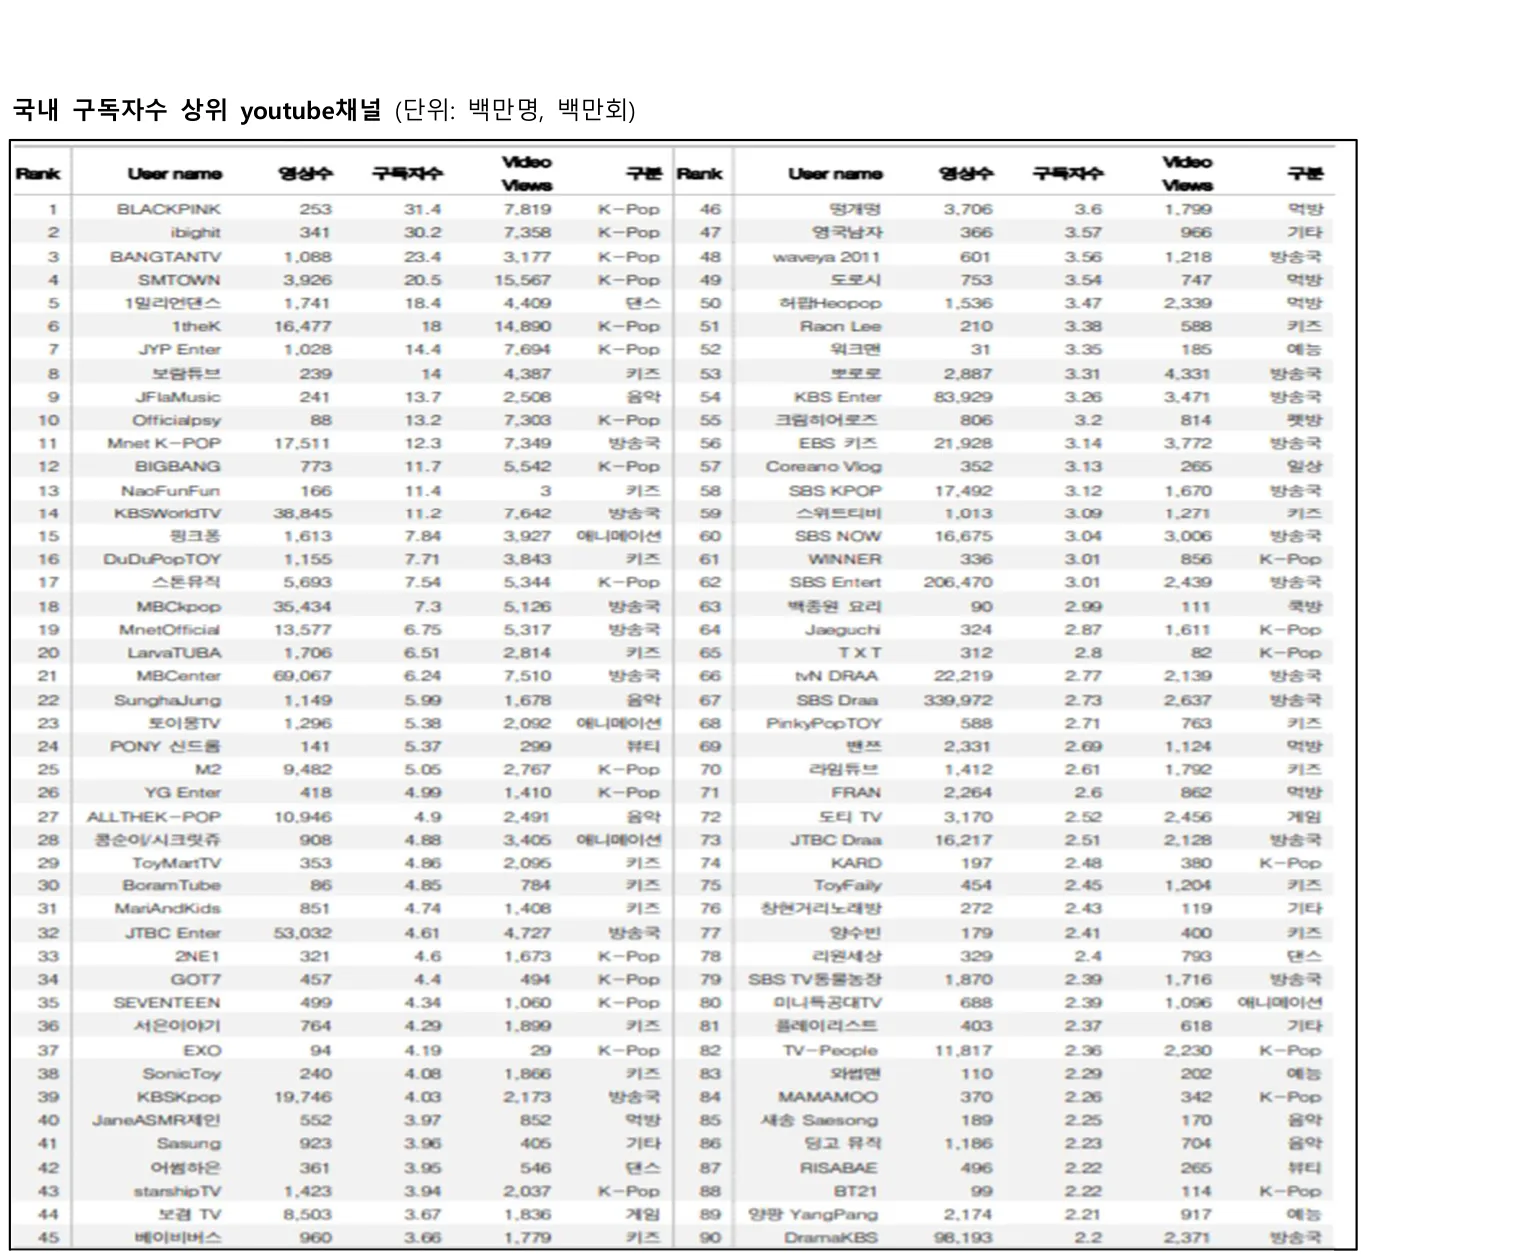 국내 구독자수 상위 youtube채널 (단위: 백만명, 백만회)
Rank User name 영상수 구독자수 Video Views 구분 Rank User name 영상수 구독자수 Video Views 구분
1 BLACKPINK 253 31.4 7,819 K-Pop 46 떵개떵 3,706 3.6 1,799 먹방
2 ibighit 341 30.2 7,358 K-Pop 47 영국남자 366 3.57 966 기타
3 BANGTANTV 1,088 23.4 3,177 K-Pop 48 waveya 2011 601 3.56 1,218 방송국
4 SMTOWN 3,926 20.5 15,567 K-Pop 49 도로시 753 3.54 747 먹방
5 1밀리언댄스 1,741 18.4 4,409 댄스 50 허팝Heopop 1,536 3.47 2,339 먹방
6 1theK 16,477 18 14,890 K-Pop 51 Raon Lee 210 3.38 588 키즈
7 JYP Enter 1,028 14.4 7,694 K-Pop 52 워크맨 31 3.35 185 예능
8 보람튜브 239 14 4,387 키즈 53 뽀로로 2,887 3.31 4,331 방송국
9 JFlaMusic 241 13.7 2,508 음악 54 KBS Enter 83,929 3.26 3,471 방송국
10 Officialpsy 88 13.2 7,303 K-Pop 55 크림히어로즈 806 3.2 814 펫방
11 Mnet K-POP 17,511 12.3 7,349 방송국 56 EBS 키즈 21,928 3.14 3,772 방송국
12 BIGBANG 773 11.7 5,542 K-Pop 57 Coreano Vlog 352 3.13 265 일상
13 NaoFunFun 166 11.4 3 키즈 58 SBS KPOP 17,492 3.12 1,670 방송국
14 KBSWorldTV 38,845 11.2 7,642 방송국 59 스위트티비 1,013 3.09 1,271 키즈
15 핑크퐁 1,613 7.84 3,927 애니메이션 60 SBS NOW 16,675 3.04 3,006 방송국
16 DuDuPopTOY 1,155 7.71 3,843 키즈 61 WINNER 336 3.01 856 K-Pop
17 스톤뮤직 5,693 7.54 5,344 K-Pop 62 SBS Entert 206,470 3.01 2,439 방송국
18 MBCkpop 35,434 7.3 5,126 방송국 63 백종원 요리 90 2.99 111 쿡방
19 MnetOfficial 13,577 6.75 5,317 방송국 64 Jaeguchi 324 2.87 1,611 K-Pop
20 LarvaTUBA 1,706 6.51 2,814 키즈 65 T X T 312 2.8 82 K-Pop
21 MBCenter 69,067 6.24 7,510 방송국 66 tvN DRAA 22,219 2.77 2,139 방송국
22 SunghaJung 1,149 5.99 1,678 음악 67 SBS Draa 339,972 2.73 2,637 방송국
23 토이몽TV 1,296 5.38 2,092 애니메이션 68 PinkyPopTOY 588 2.71 763 키즈
24 PONY 신드롬 141 5.37 299 뷰티 69 밴쯔 2,331 2.69 1,124 먹방
25 M2 9,482 5.05 2,767 K-Pop 70 라임튜브 1,412 2.61 1,792 키즈
26 YG Enter 418 4.99 1,410 K-Pop 71 FRAN 2,264 2.6 862 먹방
27 ALLTHEK-POP 10,946 4.9 2,491 음악 72 도티 TV 3,170 2.52 2,456 게임
28 콩순이/시크릿쥬 908 4.88 3,405 애니메이션 73 JTBC Draa 16,217 2.51 2,128 방송국
29 ToyMartTV 353 4.86 2,095 키즈 74 KARD 197 2.48 380 K-Pop
30 BoramTube 86 4.85 784 키즈 75 ToyFaily 454 2.45 1,204 키즈
31 MariAndKids 851 4.74 1,408 키즈 76 창현거리노래방 272 2.43 119 기타
32 JTBC Enter 53,032 4.61 4,727 방송국 77 양수빈 179 2.41 400 키즈
33 2NE1 321 4.6 1,673 K-Pop 78 리원세상 329 2.4 793 댄스
34 GOT7 457 4.4 494 K-Pop 79 SBS TV동물농장 1,870 2.39 1,716 방송국
35 SEVENTEEN 499 4.34 1,060 K-Pop 80 미니특공대TV 688 2.39 1,096 애니메이션
36 서은이야기 764 4.29 1,899 키즈 81 플레이리스트 403 2.37 618 기타
37 EXO 94 4.19 29 K-Pop 82 TV-People 11,817 2.36 2,230 K-Pop
38 SonicToy 240 4.08 1,866 키즈 83 와썹맨 110 2.29 202 예능
39 KBSKpop 19,746 4.03 2,173 방송국 84 MAMAMOO 370 2.26 342 K-Pop
40 JaneASMR제인 552 3.97 852 먹방 85 새송 Saesong 189 2.25 170 음악
41 Sasung 923 3.96 405 기타 86 딩고 뮤직 1,186 2.23 704 음악
42 어썸하은 361 3.95 546 댄스 87 RISABAE 496 2.22 265 뷰티
43 starshipTV 1,423 3.94 2,037 K-Pop 88 BT21 99 2.22 114 K-Pop
44 보겸 TV 8,503 3.67 1,836 게임 89 양팡 YangPang 2,174 2.21 917 예능
45 베이비버스 960 3.66 1,779 키즈 90 DramaKBS 98,193 2.2 2,371 방송국